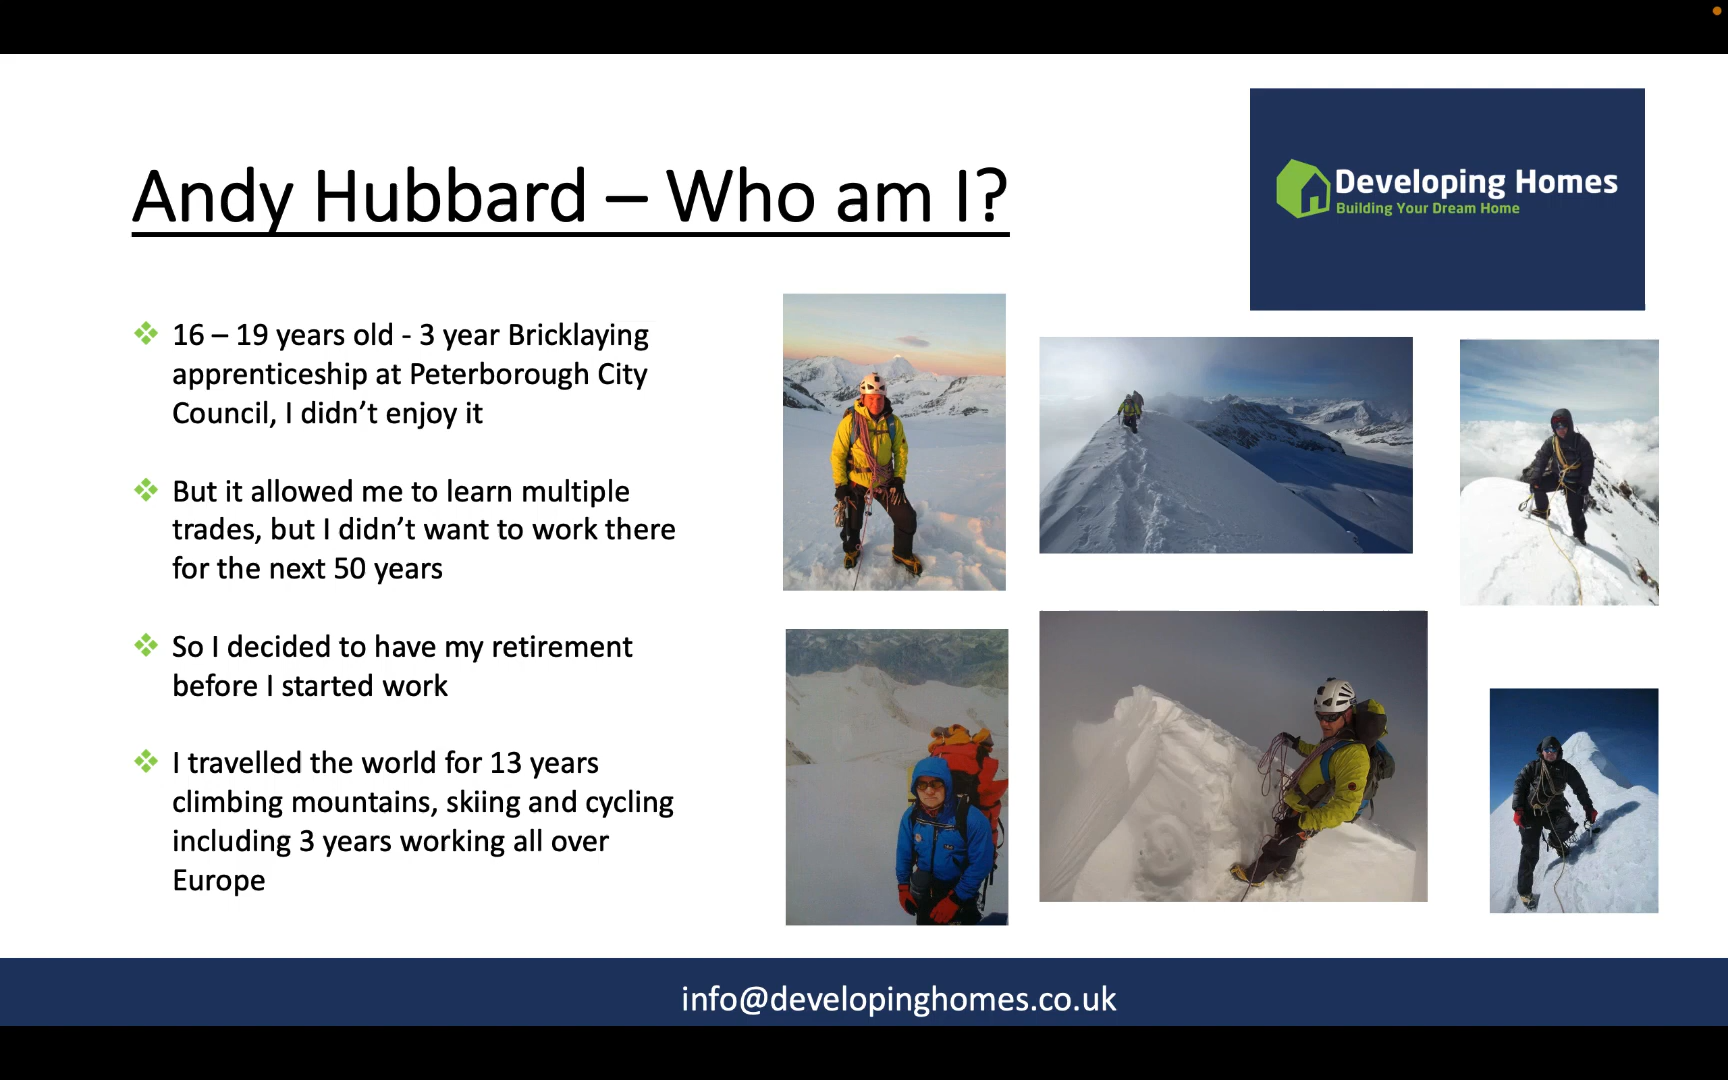 Andy Hubbard – Who am I?
Developing Homes
Building Your Dream Home
❖ 16 – 19 years old - 3 year Bricklaying
apprenticeship at Peterborough City
Council, I didn’t enjoy it
❖ But it allowed me to learn multiple
trades, but I didn’t want to work there
for the next 50 years
❖ So I decided to have my retirement
before I started work
❖ I travelled the world for 13 years
climbing mountains, skiing and cycling
including 3 years working all over
Europe
info@developinghomes.co.uk